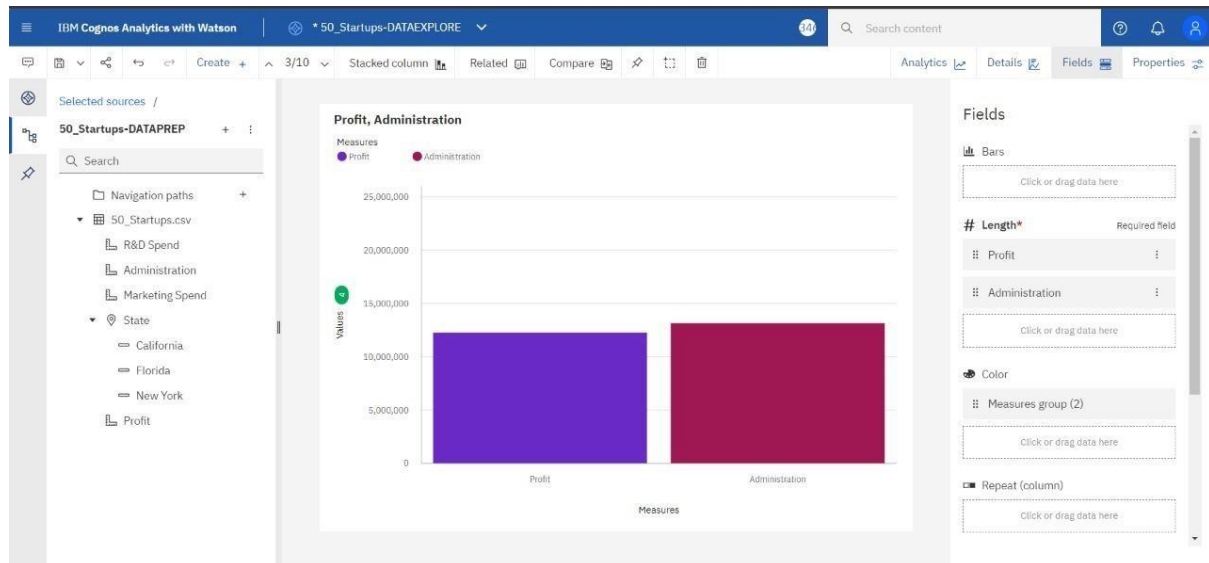 IBM Cognos Analytics with Watson
* 50_Startups-DATAEXPLORE
Search content
Create +
3/10
Stacked column
Related
Compare
Analytics
Details
Fields
Properties
Selected sources /
50_Startups-DATAPREP
Search
Navigation paths
50_Startups.csv
R&D Spend
Administration
Marketing Spend
State
California
Florida
New York
Profit
Profit, Administration
Measures
Profit
Administration
25,000,000
20,000,000
15,000,000
10,000,000
5,000,000
0
Values
Profit
Administration
Measures
Fields
Bars
Click or drag data here
# Length*
Required field
Profit
Administration
Click or drag data here
Color
Measures group (2)
Click or drag data here
Repeat (column)
Click or drag data here